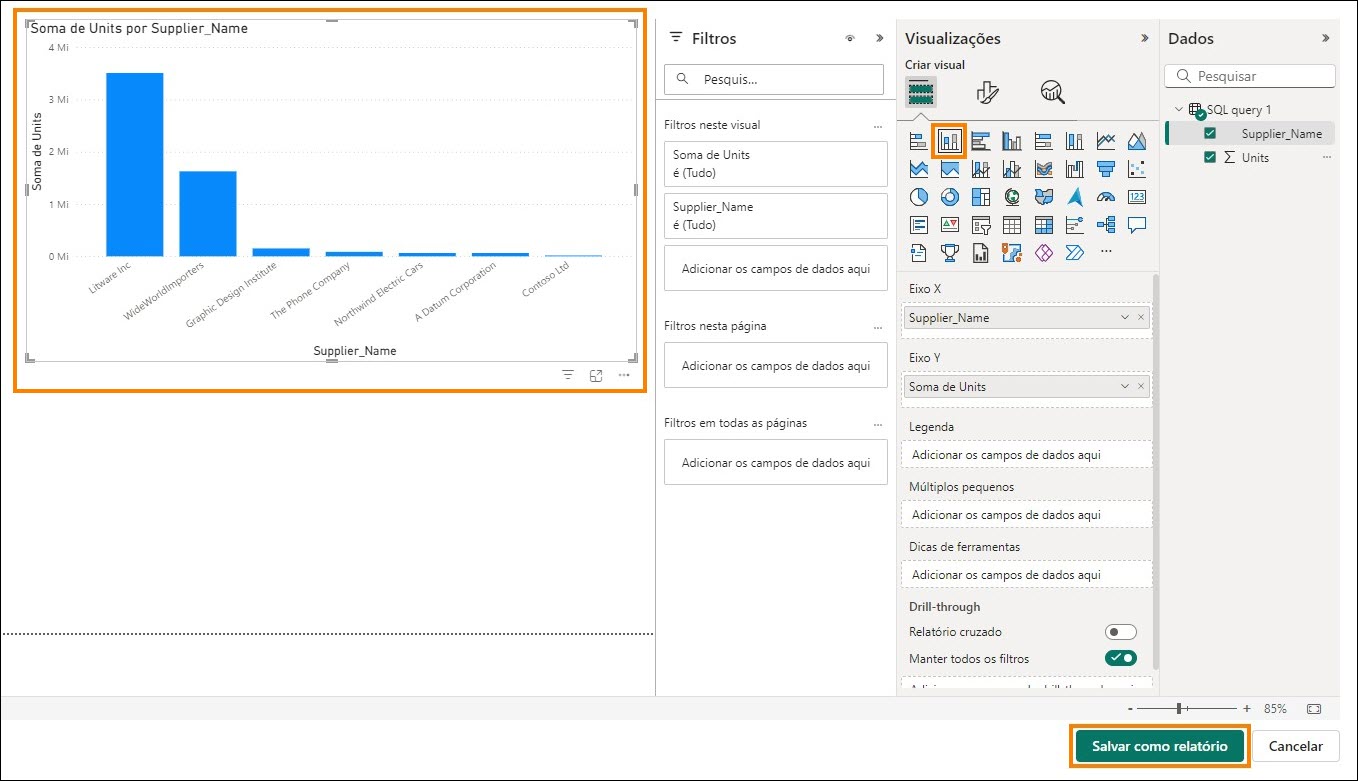 Soma de Units por Supplier_Name
4 Mi
3 Mi
2 Mi
1 Mi
0 Mi
Soma de Units
Litware Inc
WideWorldImporters
Graphic Design Institute
The Phone Company
Northwind Electric Cars
A Datum Corporation
Contoso Ltd
Supplier_Name
Filtros
Pesquis...
Filtros neste visual
Soma de Units
é (Tudo)
Supplier_Name
é (Tudo)
Adicionar os campos de dados aqui
Filtros nesta página
Adicionar os campos de dados aqui
Filtros em todas as páginas
Adicionar os campos de dados aqui
Visualizações
Criar visual
123
Eixo X
Supplier_Name
Eixo Y
Soma de Units
Legenda
Adicionar os campos de dados aqui
Múltiplos pequenos
Adicionar os campos de dados aqui
Dicas de ferramentas
Adicionar os campos de dados aqui
Drill-through
Relatório cruzado
Manter todos os filtros
Dados
Pesquisar
SQL query 1
Supplier_Name
Units
- + 85%
Salvar como relatório
Cancelar